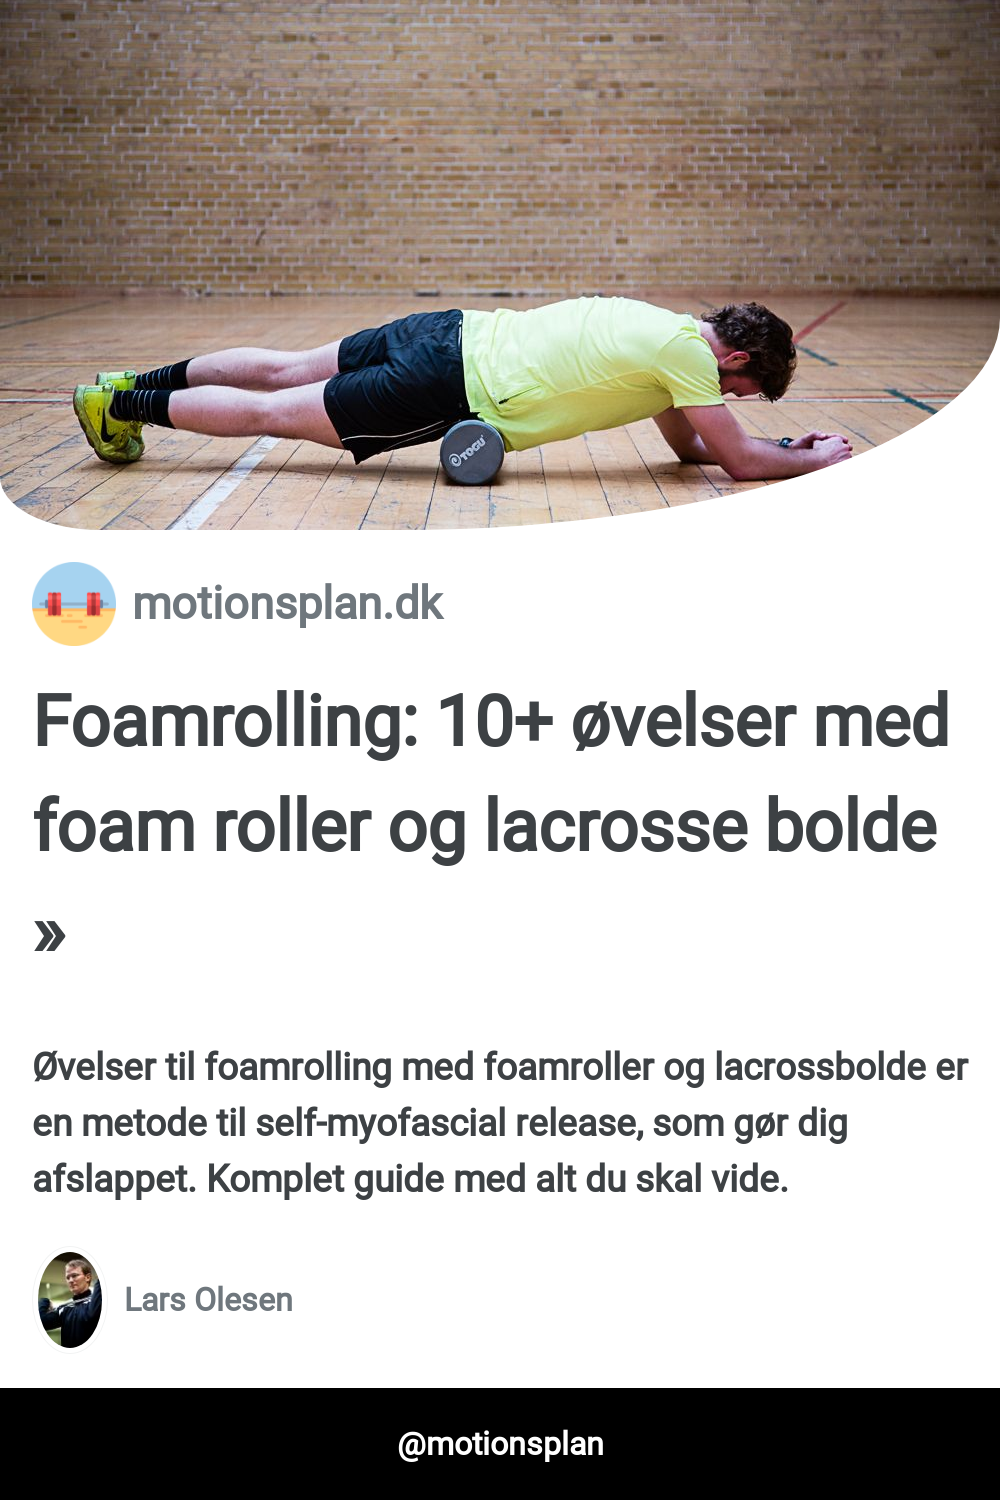 TOGU
motionsplan.dk
Foamrolling: 10+ øvelser med
foam roller og lacrosse bolde
»
Øvelser til foamrolling med foamroller og lacrossbolde er
en metode til self-myofascial release, som gør dig
afslappet. Komplet guide med alt du skal vide.
Lars Olesen
@motionsplan